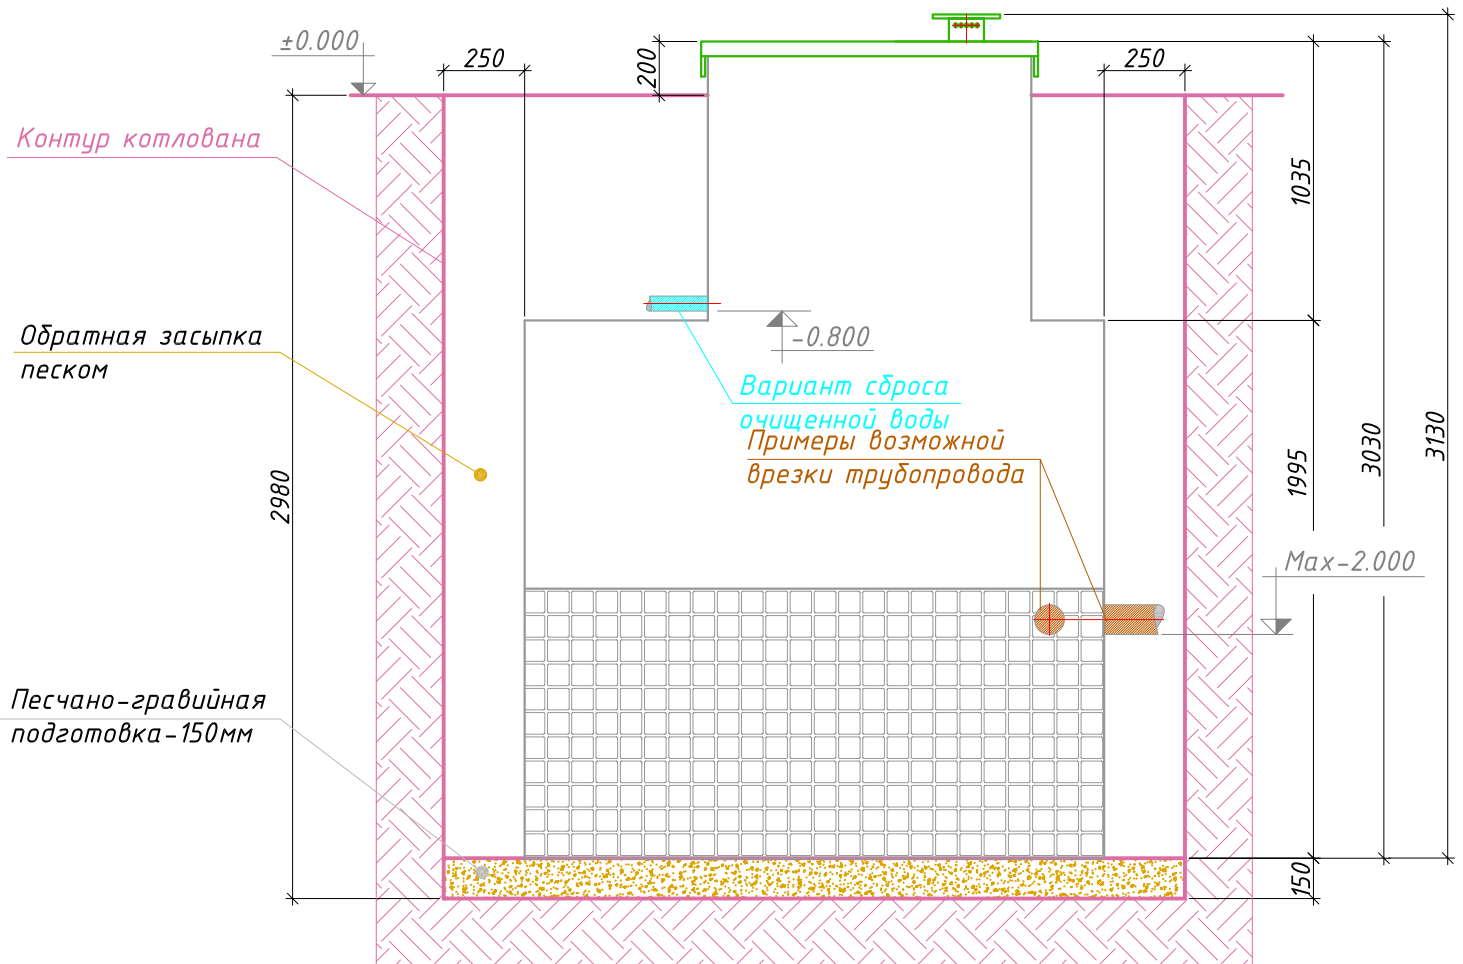 ±0.000
250
200
250
Контур котлована
1035
Обратная засыпка
песком
-0.800
Вариант сброса
очищенной воды
Примеры возможной
врезки трубопровода
2980
1995
3030
3130
Max-2.000
Песчано-гравийная
подготовка-150мм
150